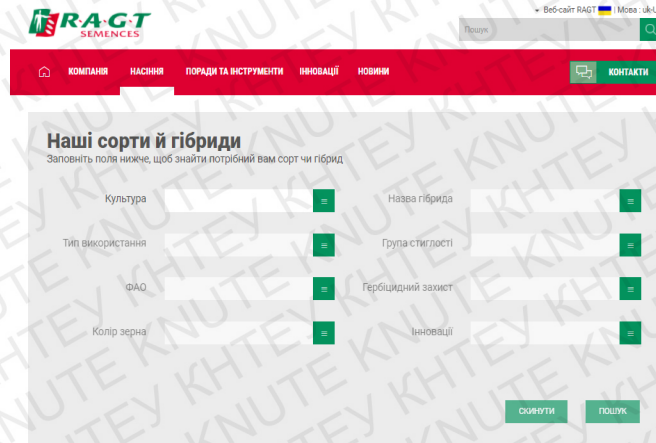 Веб-сайт RAGT | Мова : uk-U
R·A·G·T
SEMENCES
Пошук
КОМПАНІЯ НАСІННЯ ПОРАДИ ТА ІНСТРУМЕНТИ ІННОВАЦІЇ НОВИНИ КОНТАКТИ
Наші сорти й гібриди
Заповніть поля нижче, щоб знайти потрібний вам сорт чи гібрид
Культура Назва гібрида
Тип використання Група стиглості
ФАО Гербіцидний захист
Колір зерна Інновації
СКИНУТИ ПОШУК
KNUTE КНТЕУ